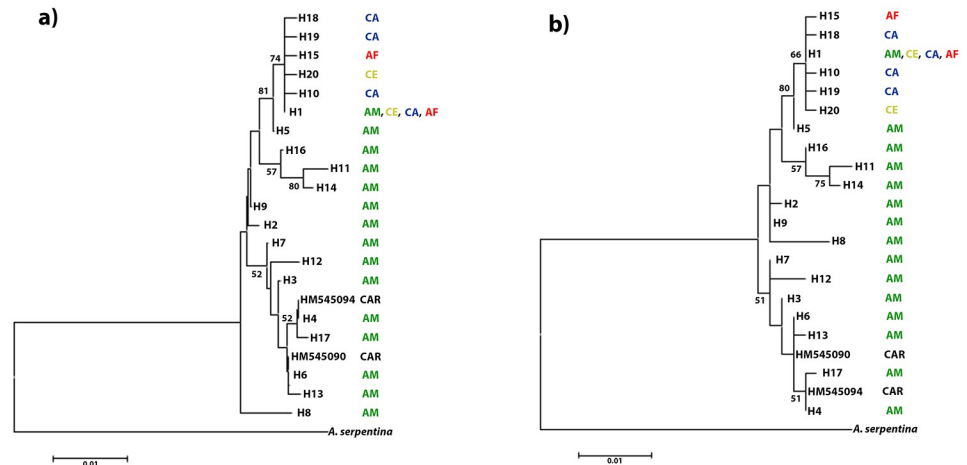 a)
H18 CA
H19 CA
74 H15 AF
H20 CE
H10 CA
81 H1 AM, CE, CA, AF
H5 AM
H16 AM
57 H11 AM
80 H14 AM
H9 AM
H2 AM
H7 AM
52 H12 AM
H3 AM
HM545094 CAR
52 H4 AM
H17 AM
HM545090 CAR
H6 AM
H13 AM
H8 AM
A. serpentina
0.01
b)
H15 AF
H18 CA
66 H1 AM, CE, CA, AF
H10 CA
80 H19 CA
H20 CE
H5 AM
H16 AM
57 H11 AM
75 H14 AM
H2 AM
H9 AM
H8 AM
H7 AM
H12 AM
51 H3 AM
H6 AM
H13 AM
HM545090 CAR
H17 AM
51 HM545094 CAR
H4 AM
A. serpentina
0.01